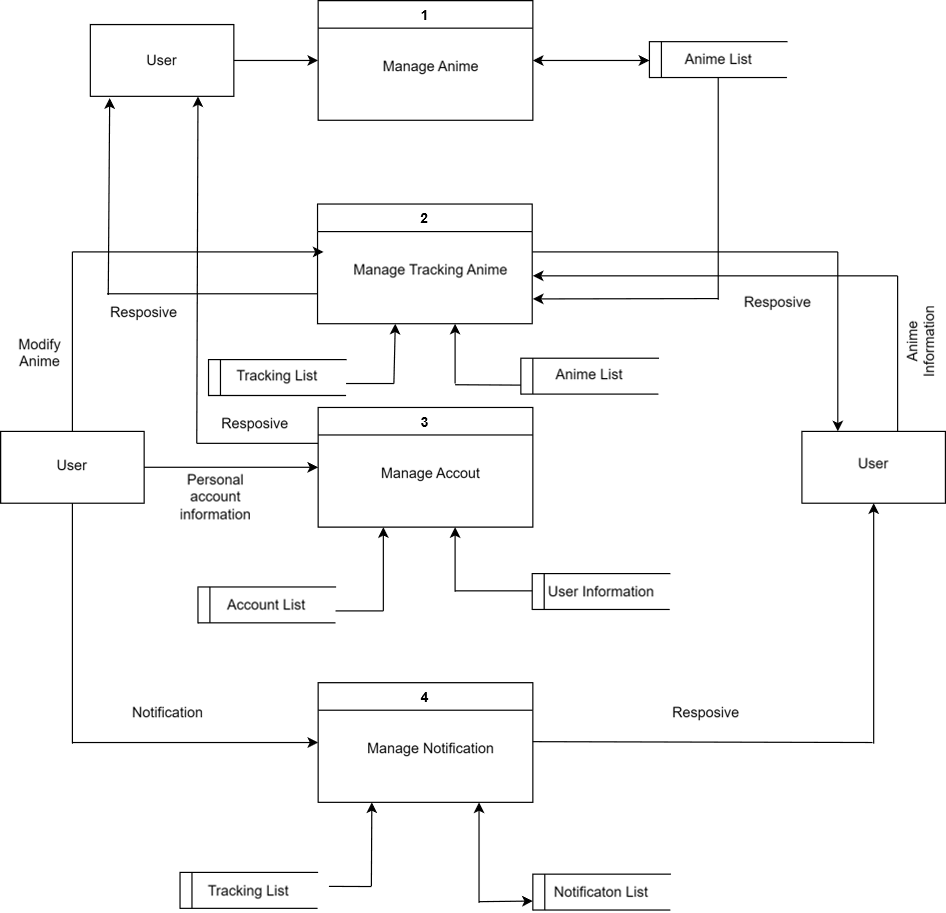 1
User
Manage Anime
Anime List
2
Manage Tracking Anime
Resposive
Resposive
Modify
Anime
Anime
Information
Tracking List
Anime List
3
Resposive
User
Manage Accout
User
Personal
account
information
Account List
User Information
4
Notification
Resposive
Manage Notification
Tracking List
Notificaton List